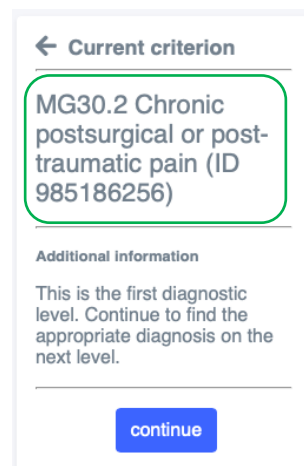 ← Current criterion
MG30.2 Chronic
postsurgical or post-
traumatic pain (ID
985186256)
Additional information
This is the first diagnostic
level. Continue to find the
appropriate diagnosis on the
next level.
continue